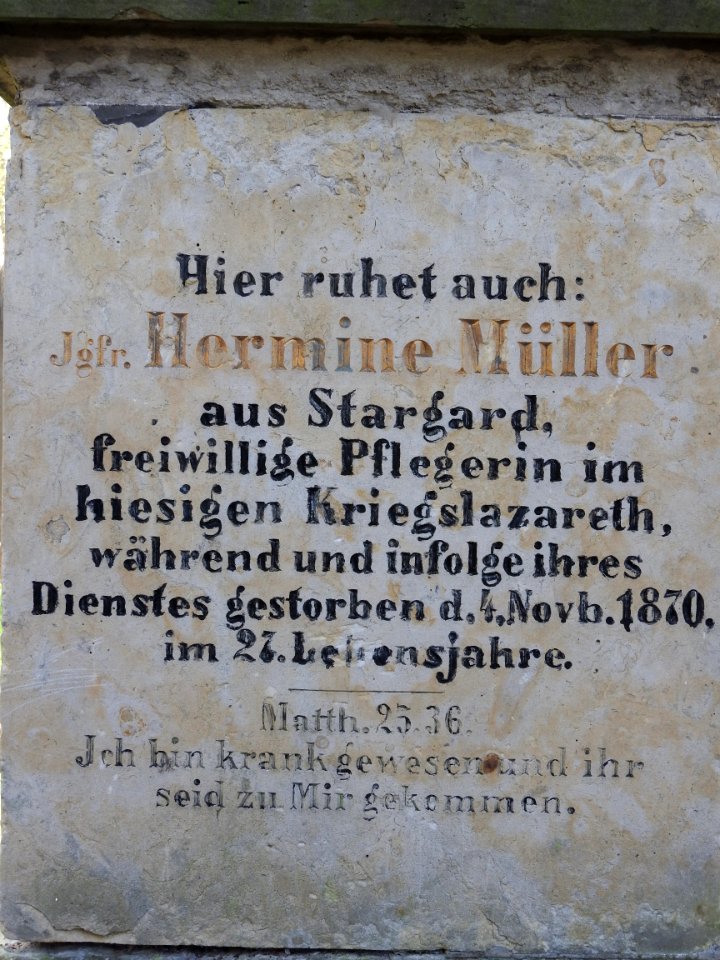 Hier ruhet auch:
Jgfr. Hermine Müller
aus Stargard,
freiwillige Pflegerin im
hiesigen Kriegslazareth,
während und infolge ihres
Dienstes gestorben d. 4. Novb. 1870.
im 27. Lebensjahre.
Matth. 25. 36.
Ich bin krank gewesen und ihr
seid zu Mir gekommen.